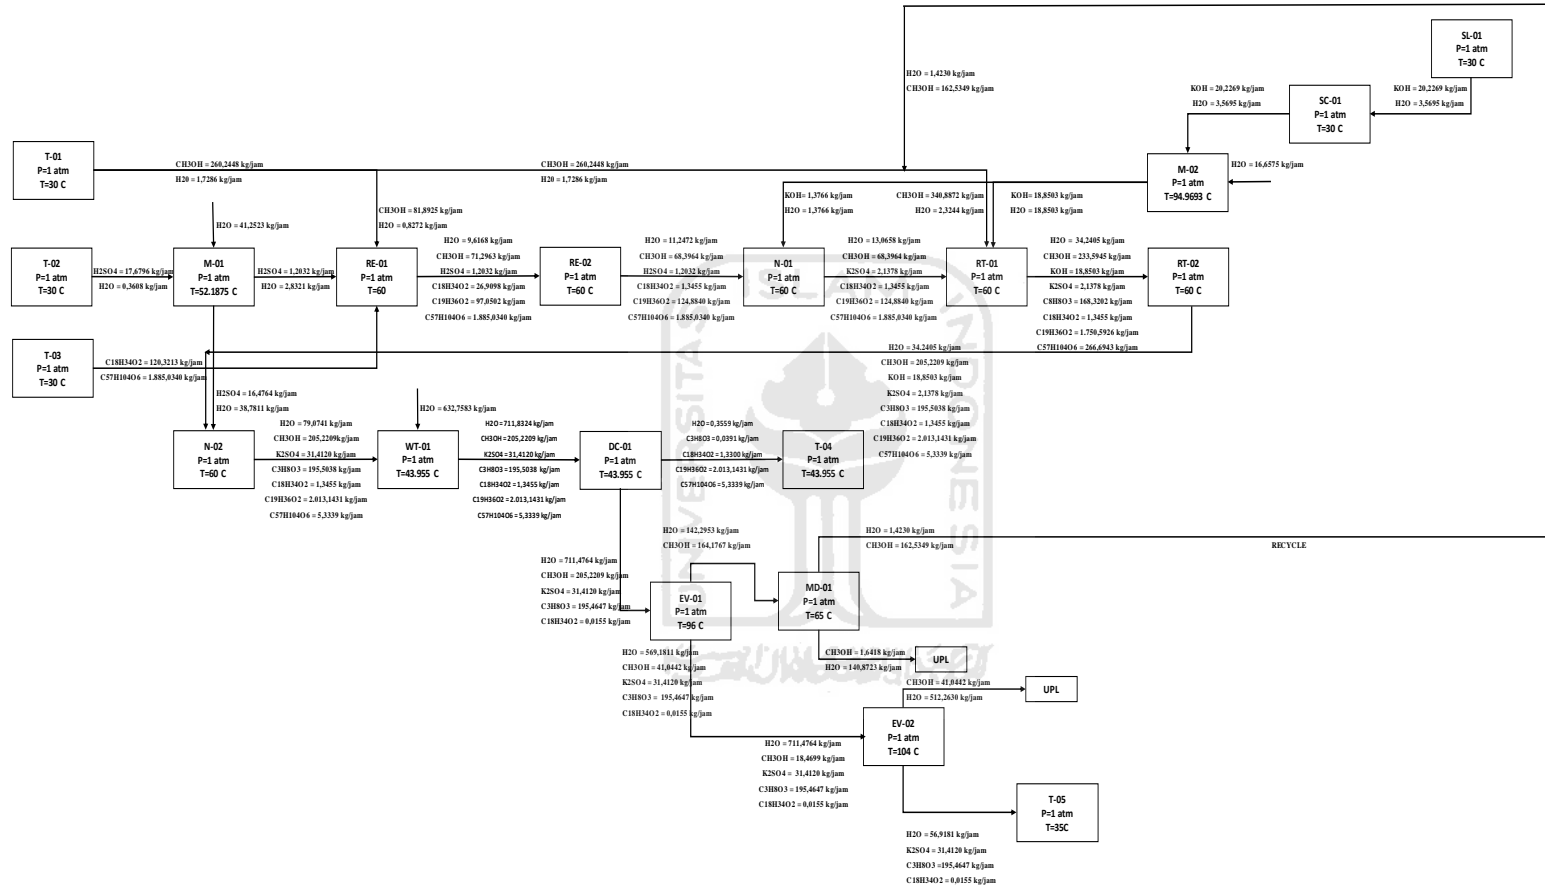 SL-01
P=1 atm
T=30 C
H2O = 1,4230 kg/jam
CH3OH = 162,5349 kg/jam
KOH = 20,2269 kg/jam
H2O = 3,5695 kg/jam
SC-01
P=1 atm
T=30 C
KOH = 20,2269 kg/jam
H2O = 3,5695 kg/jam
T-01
P=1 atm
T=30 C
CH3OH = 260,2448 kg/jam
H20 = 1,7286 kg/jam
CH3OH = 260,2448 kg/jam
H20 = 1,7286 kg/jam
M-02
P=1 atm
T=94.9693 C
H2O = 16,6575 kg/jam
KOH= 1,3766 kg/jam
H2O = 1,3766 kg/jam
CH3OH = 340,8872 kg/jam
H2O = 2,3244 kg/jam
KOH= 18,8503 kg/jam
H2O = 18,8503 kg/jam
H2O = 41,2523 kg/jam
CH3OH = 81,8925 kg/jam
H2O = 0,8272 kg/jam
T-02
P=1 atm
T=30 C
H2SO4 = 17,6796 kg/jam
H2O = 0,3608 kg/jam
M-01
P=1 atm
T=52.1875 C
H2SO4 = 1,2032 kg/jam
H2O = 2,8321 kg/jam
RE-01
P=1 atm
T=60
H2O = 9,6168 kg/jam
CH3OH = 71,2963 kg/jam
H2SO4 = 1,2032 kg/jam
C18H34O2 = 26,9098 kg/jam
C19H36O2 = 97,0502 kg/jam
C57H104O6 = 1.885,0340 kg/jam
RE-02
P=1 atm
T=60 C
H2O = 11,2472 kg/jam
CH3OH = 68,3964 kg/jam
H2SO4 = 1,2032 kg/jam
C18H34O2 = 1,3455 kg/jam
C19H36O2 = 124,8840 kg/jam
C57H104O6 = 1.885,0340 kg/jam
N-01
P=1 atm
T=60 C
H2O = 13,0658 kg/jam
CH3OH = 68,3964 kg/jam
K2SO4 = 2,1378 kg/jam
C18H34O2 = 1,3455 kg/jam
C19H36O2 = 124,8840 kg/jam
C57H104O6 = 1.885,0340 kg/jam
RT-01
P=1 atm
T=60 C
H2O = 34,2405 kg/jam
CH3OH = 233,5945 kg/jam
KOH = 18,8503 kg/jam
K2SO4 = 2,1378 kg/jam
C8H8O3 = 168,3202 kg/jam
C18H34O2 = 1,3455 kg/jam
C19H36O2 = 1.750,5926 kg/jam
C57H104O6 = 266,6943 kg/jam
RT-02
P=1 atm
T=60 C
T-03
P=1 atm
T=30 C
C18H34O2 = 120,3213 kg/jam
C57H104O6 = 1.885,0340 kg/jam
H2O = 34.2405 kg/jam
CH3OH = 205,2209 kg/jam
KOH = 18,8503 kg/jam
K2SO4 = 2,1378 kg/jam
C3H8O3 = 195,5038 kg/jam
C18H34O2 = 1,3455 kg/jam
C19H36O2 = 2.013,1431 kg/jam
C57H104O6 = 5,3339 kg/jam
H2SO4 = 16,4764 kg/jam
H2O = 38,7811 kg/jam
H2O = 632,7583 kg/jam
N-02
P=1 atm
T=60 C
H2O = 79,0741 kg/jam
CH3OH = 205,2209kg/jam
K2SO4 = 31,4120 kg/jam
C3H8O3 = 195,5038 kg/jam
C18H34O2 = 1,3455 kg/jam
C19H36O2 = 2.013,1431 kg/jam
C57H104O6 = 5,3339 kg/jam
WT-01
P=1 atm
T=43.955 C
H2O= 711,8324 kg/jam
CH3OH = 205,2209 kg/jam
K2SO4 = 31,4120 kg/jam
C3H8O3 = 195,5038 kg/jam
C18H34O2 = 1,3455 kg/jam
C19H36O2 = 2.013,1431 kg/jam
C57H104O6 = 5,3339 kg/jam
DC-01
P=1 atm
T=43.955 C
H2O=0,3559 kg/jam
C3H8O3 = 0,0391 kg/jam
C18H34O2 = 1,3300 kg/jam
C19H36O2 = 2.013,1431 kg/jam
C57H104O6 = 5,3339 kg/jam
T-04
P=1 atm
T=43.955 C
H2O = 142,2953 kg/jam
CH3OH = 164,1767 kg/jam
H2O = 1,4230 kg/jam
CH3OH = 162,5349 kg/jam
RECYCLE
H2O = 711,4764 kg/jam
CH3OH = 205,2209 kg/jam
K2SO4 = 31,4120 kg/jam
C3H8O3 = 195,4647 kg/jam
C18H34O2 = 0,0155 kg/jam
EV-01
P=1 atm
T=96 C
MD-01
P=1 atm
T=65 C
CH3OH = 1,6418 kg/jam
H2O = 140,8723 kg/jam
UPL
H2O = 569,1811 kg/jam
CH3OH = 41,0442 kg/jam
K2SO4 = 31,4120 kg/jam
C3H8O3 = 195,4647 kg/jam
C18H34O2 = 0,0155 kg/jam
CH3OH = 41,0442 kg/jam
H2O = 512,2630 kg/jam
UPL
EV-02
P=1 atm
T=104 C
H2O = 711,4764 kg/jam
CH3OH = 18,4699 kg/jam
K2SO4 = 31,4120 kg/jam
C3H8O3 = 195,4647 kg/jam
C18H34O2 = 0,0155 kg/jam
T-05
P=1 atm
T=35C
H2O = 56,9181 kg/jam
K2SO4 = 31,4120 kg/jam
C3H8O3 =195,4647 kg/jam
C18H34O2 = 0,0155 kg/jam
UNIVERSITAS ISLAM INDONESIA